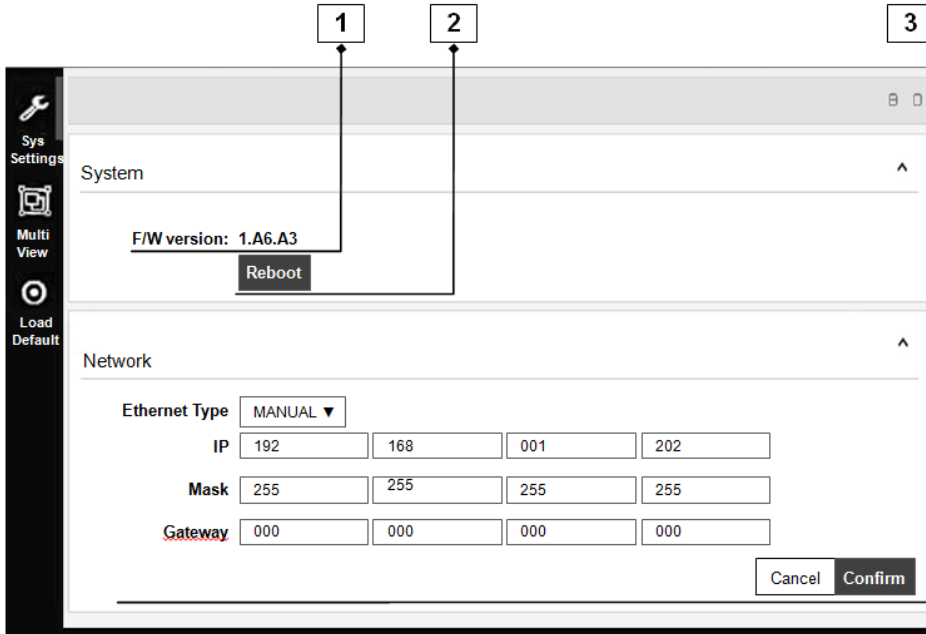 1 2 3
Sys
Settings
Multi
View
Load
Default
System
F/W version: 1.A6.A3
Reboot
Network
Ethernet Type MANUAL ▼
IP 192 168 001 202
Mask 255 255 255 255
Gateway 000 000 000 000
Cancel Confirm